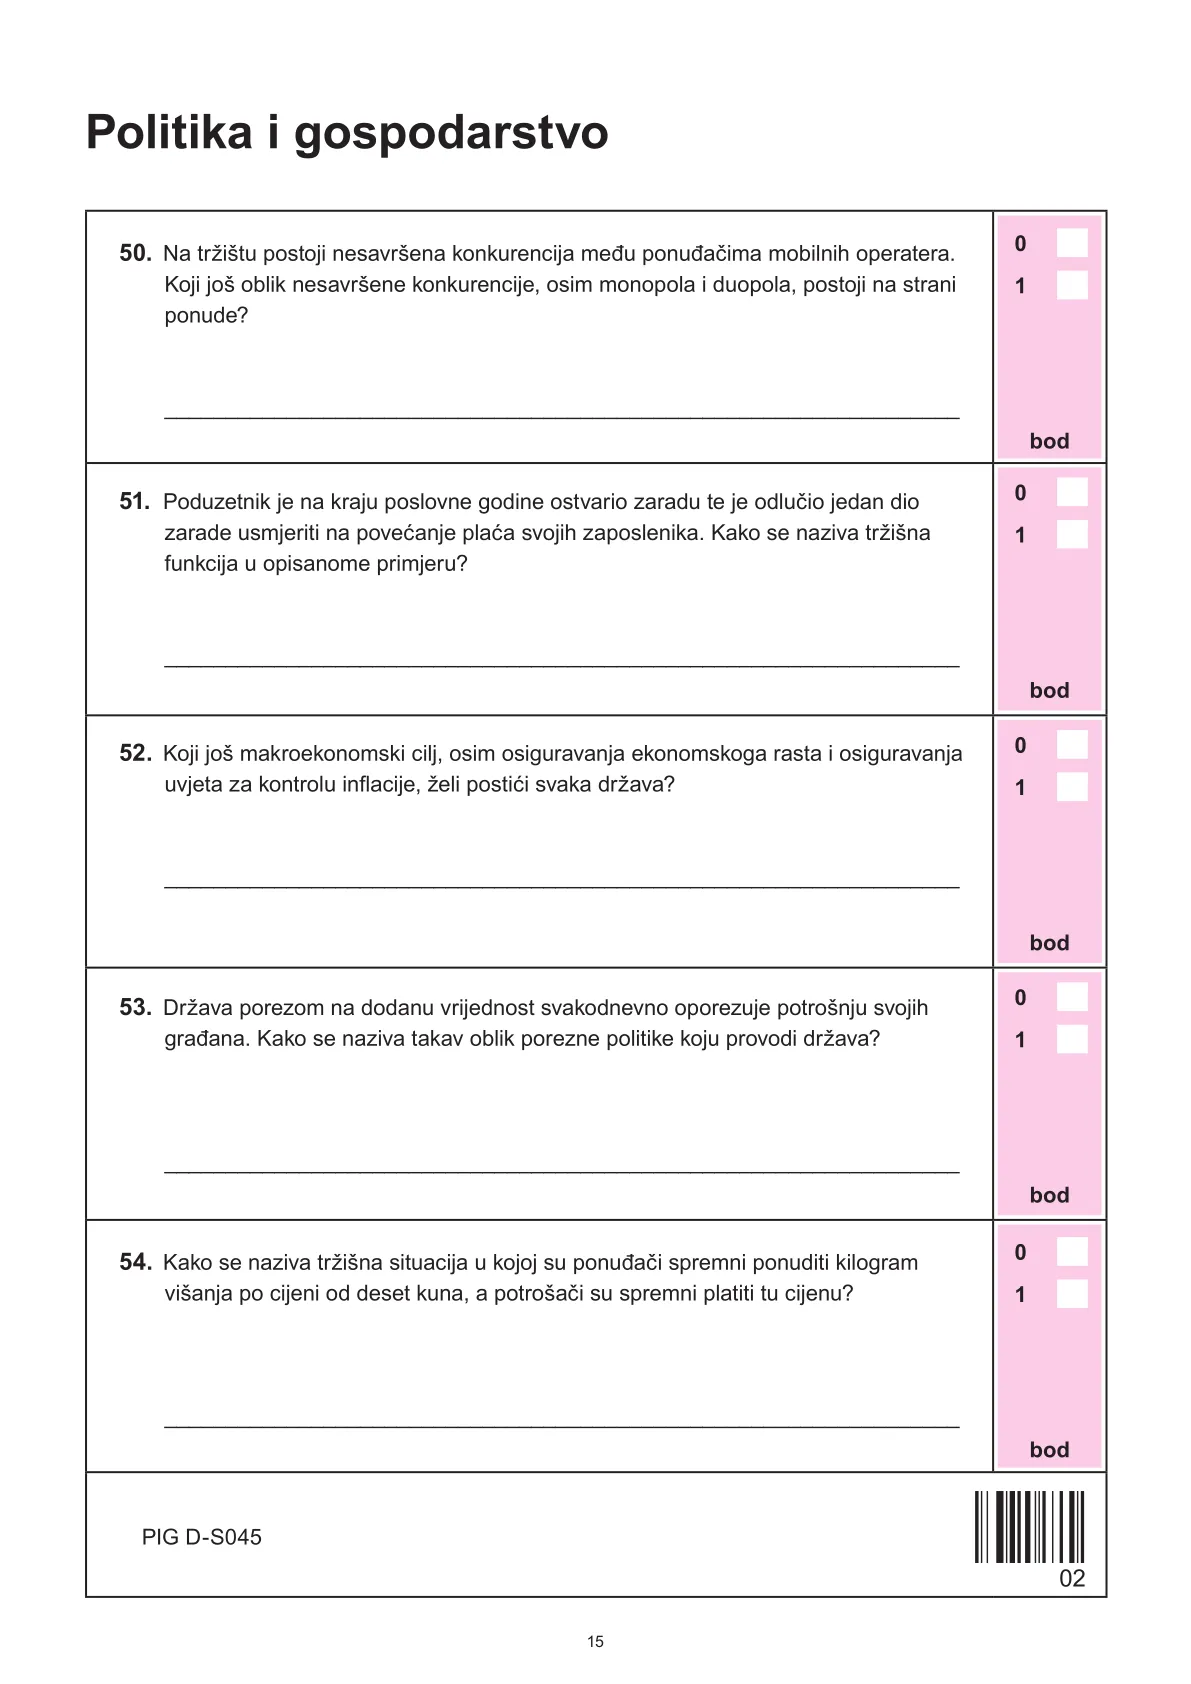 Politika i gospodarstvo
50. Na tržištu postoji nesavršena konkurencija među ponuđačima mobilnih operatera.
Koji još oblik nesavršene konkurencije, osim monopola i duopola, postoji na strani
ponude?
0
1
bod
51. Poduzetnik je na kraju poslovne godine ostvario zaradu te je odlučio jedan dio
zarade usmjeriti na povećanje plaća svojih zaposlenika. Kako se naziva tržišna
funkcija u opisanome primjeru?
0
1
bod
52. Koji još makroekonomski cilj, osim osiguravanja ekonomskoga rasta i osiguravanja
uvjeta za kontrolu inflacije, želi postići svaka država?
0
1
bod
53. Država porezom na dodanu vrijednost svakodnevno oporezuje potrošnju svojih
građana. Kako se naziva takav oblik porezne politike koju provodi država?
0
1
bod
54. Kako se naziva tržišna situacija u kojoj su ponuđači spremni ponuditi kilogram
višanja po cijeni od deset kuna, a potrošači su spremni platiti tu cijenu?
0
1
bod
PIG D-S045
02
15